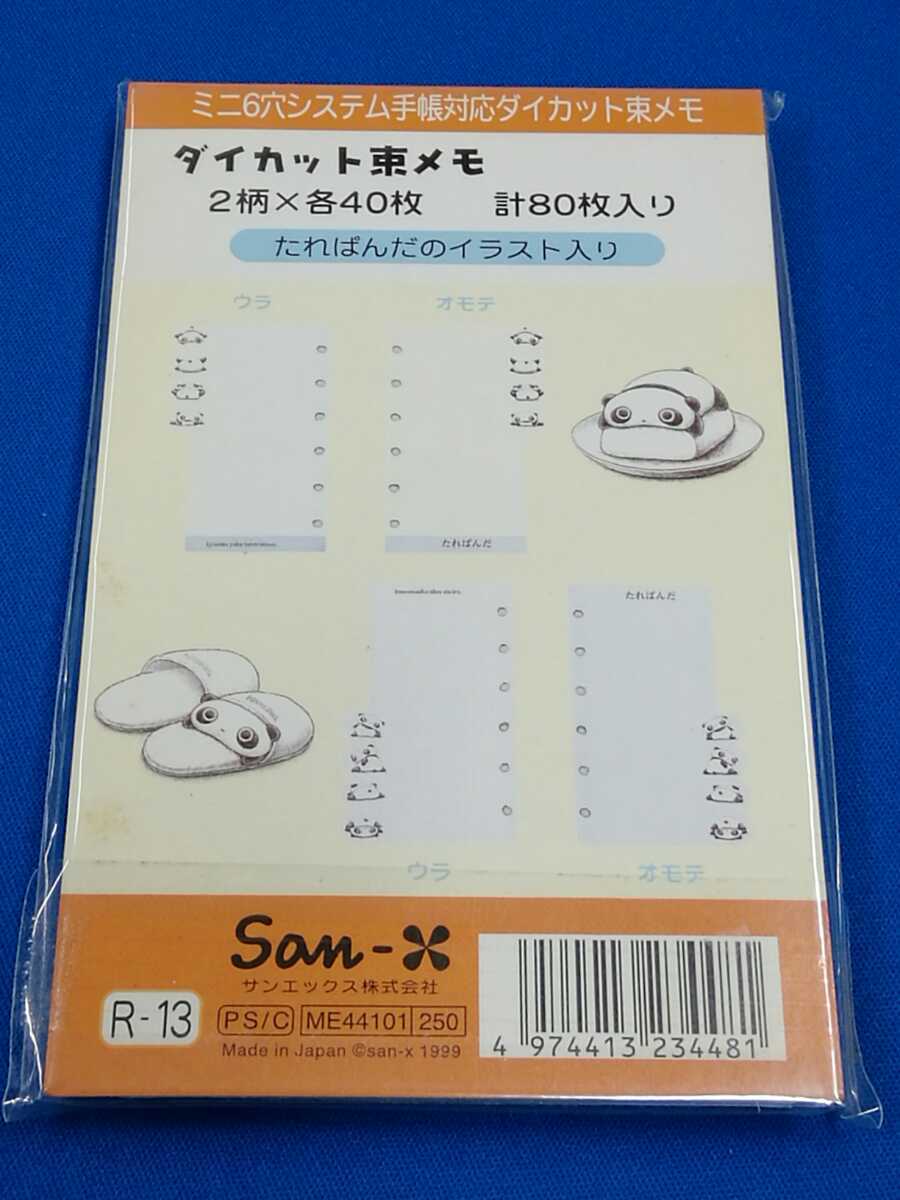 ミニ6穴システム手帳対応ダイカット束メモ
ダイカット束メモ
2柄×各40枚 計80枚入り
たれぱんだのイラスト入り
ウラ オモテ
たれぱんだ
たれぱんだ
ウラ オモテ
San-X
サンエックス株式会社
R-13 PS/C ME44101 250
Made in Japan ©san-x 1999
4 974413 234481